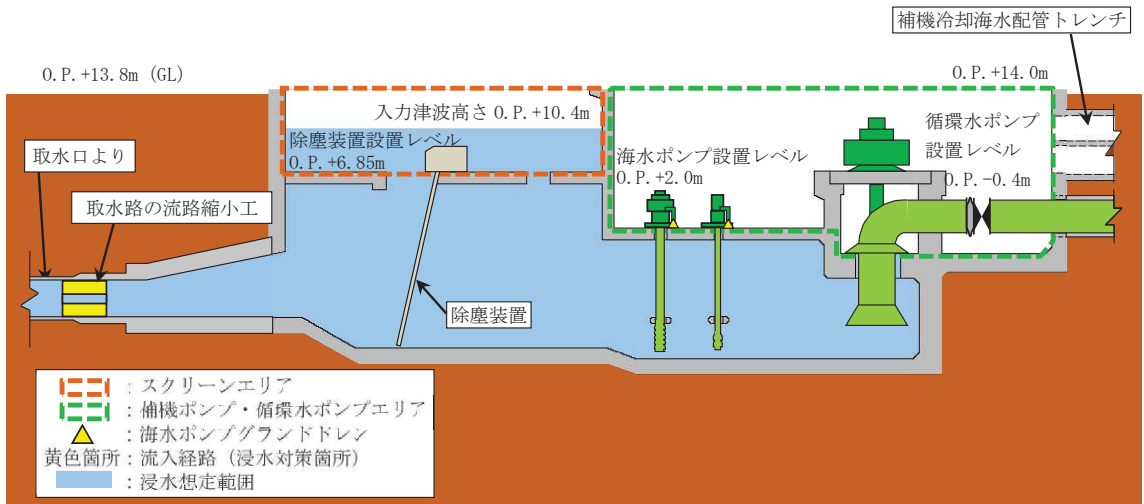 補機冷却海水配管トレンチ
O.P.+13.8m (GL)
O.P.+14.0m
入力津波高さ O.P.+10.4m
除塵装置設置レベル
O.P.+6.85m
循環水ポンプ
設置レベル
O.P.-0.4m
海水ポンプ設置レベル
O.P.+2.0m
取水口より
取水路の流路縮小工
除塵装置
：スクリーンエリア
：補機ポンプ・循環水ポンプエリア
：海水ポンプグランドドレン
黄色箇所：流入経路（浸水対策箇所）
：浸水想定範囲